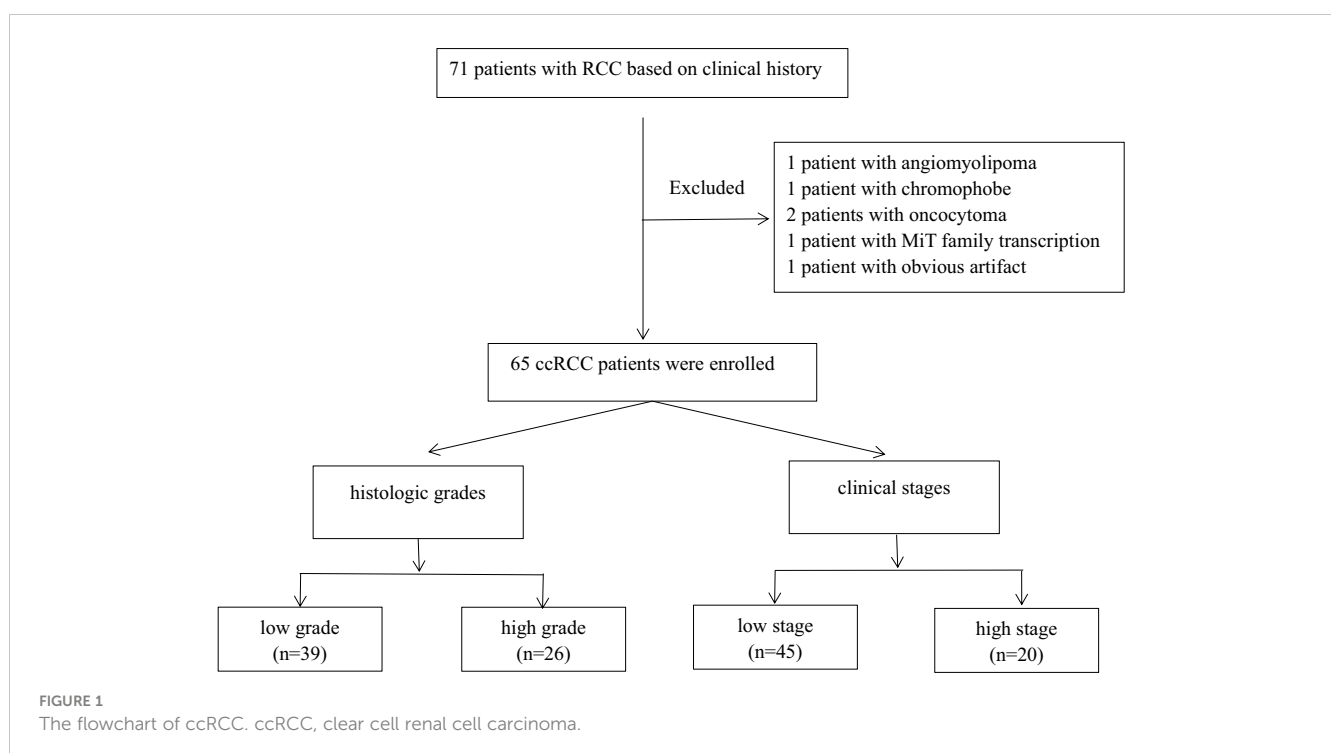 71 patients with RCC based on clinical history
Excluded
1 patient with angiomyolipoma
1 patient with chromophobe
2 patients with oncocytoma
1 patient with MiT family transcription
1 patient with obvious artifact
65 ccRCC patients were enrolled
histologic grades
clinical stages
low grade
(n=39)
high grade
(n=26)
low stage
(n=45)
high stage
(n=20)
FIGURE 1
The flowchart of ccRCC. ccRCC, clear cell renal cell carcinoma.